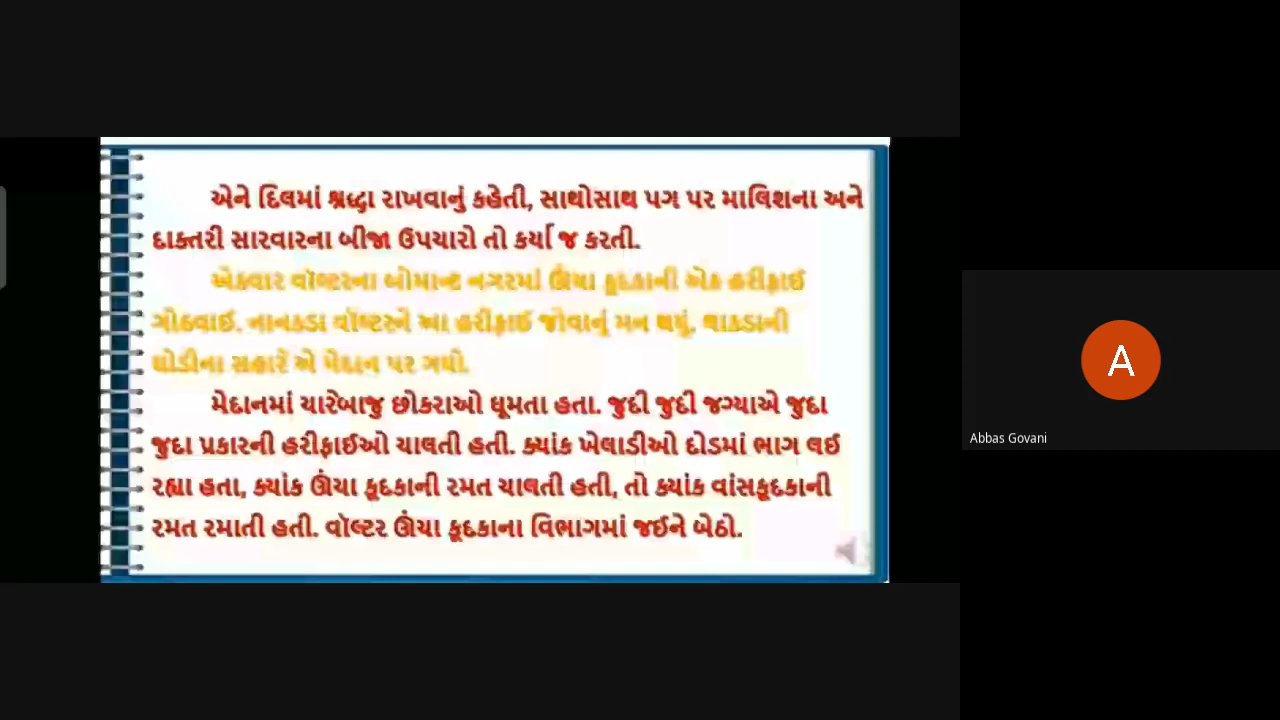 એને દિલમાં શ્રદ્ધા રાખવાનું કહેતી, સાથોસાથ પગ પર માલિશના અને
દાક્તરી સારવારના બીજા ઉપચારો તો કર્યા જ કરતી.
એકવાર વૉલ્ટરના બોમાન્ટ નગરમાં ઊંચા કૂદકાની એક હરીફાઈ
ગોઠવાઈ. નાનકડા વૉલ્ટરને આ હરીફાઈ જોવાનું મન થયું. લાકડાની
ઘોડીના સહારે એ મેદાન પર ગયો.
મેદાનમાં ચારેબાજુ છોકરાઓ ઘૂમતા હતા. જુદી જુદી જગ્યાએ જુદા
જુદા પ્રકારની હરીફાઈઓ ચાલતી હતી. ક્યાંક ખેલાડીઓ દોડમાં ભાગ લઈ
રહ્યા હતા, ક્યાંક ઊંચા કૂદકાની રમત ચાલતી હતી, તો ક્યાંક વાંસકૂદકાની
રમત રમાતી હતી. વૉલ્ટર ઊંચા કૂદકાના વિભાગમાં જઈને બેઠો.
A
Abbas Govani